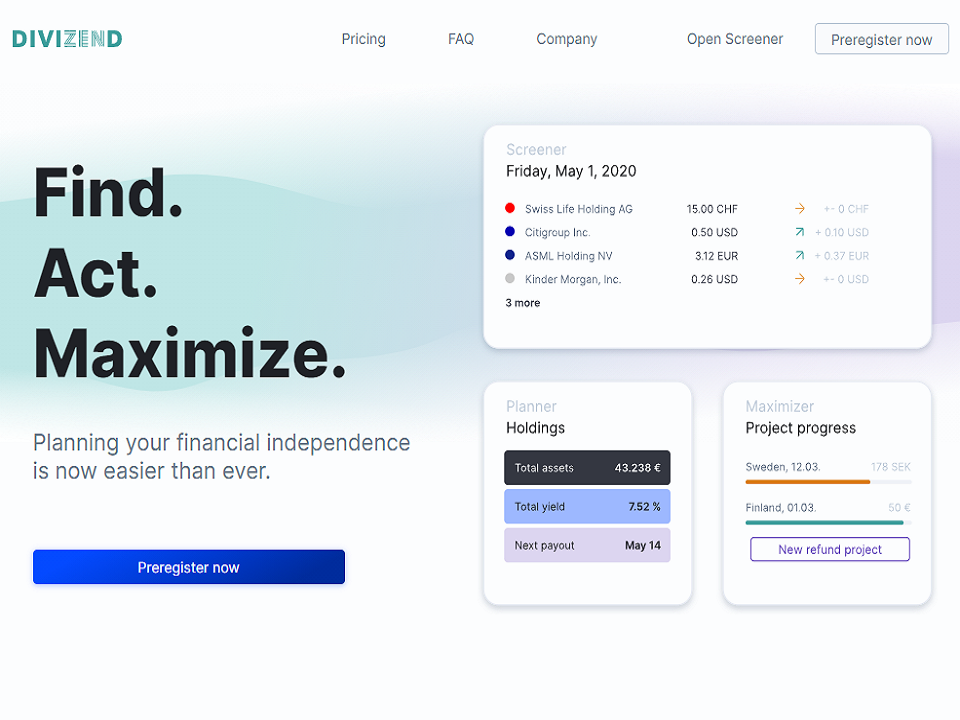 DIVIZEND
Pricing
FAQ
Company
Open Screener
Preregister now
Find.
Act.
Maximize.
Planning your financial independence
is now easier than ever.
Preregister now
Screener
Friday, May 1, 2020
Swiss Life Holding AG 15.00 CHF +- 0 CHF
Citigroup Inc. 0.50 USD + 0.10 USD
ASML Holding NV 3.12 EUR + 0.37 EUR
Kinder Morgan, Inc. 0.26 USD +- 0 USD
3 more
Planner
Holdings
Total assets 43.238 €
Total yield 7.52 %
Next payout May 14
Maximizer
Project progress
Sweden, 12.03. 178 SEK
Finland, 01.03. 50 €
New refund project